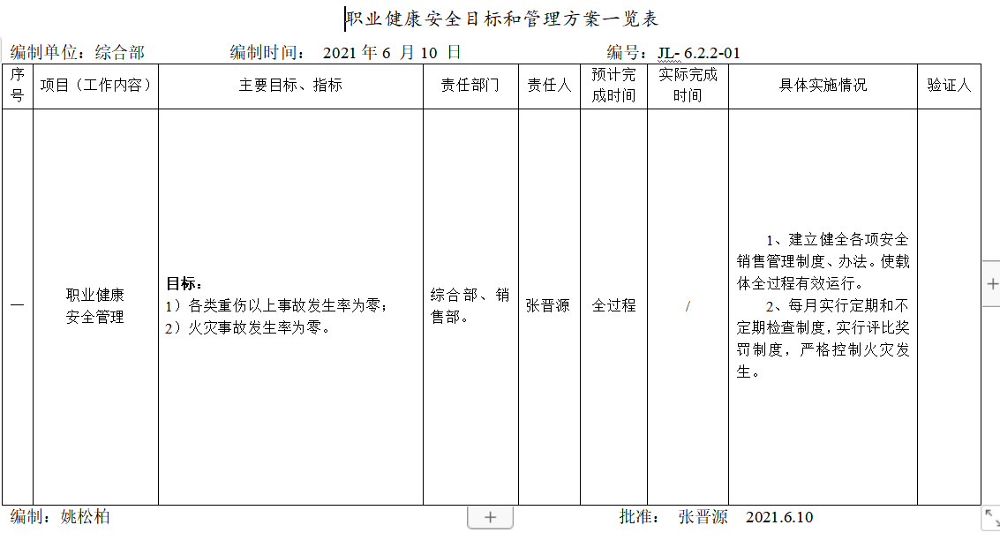 职业健康安全目标和管理方案一览表
编制单位：综合部 编制时间： 2021年6 月10 日 编号：JL- 6.2.2-01
序
号
项目（工作内容）
主要目标、指标
责任部门
责任人
预计完
成时间
实际完成
时间
具体实施情况
验证人
一
职业健康
安全管理
目标：
1）各类重伤以上事故发生率为零；
2）火灾事故发生率为零。
综合部、销
售部。
张晋源
全过程
/
1、建立健全各项安全
销售管理制度、办法。使载
体全过程有效运行。
2、每月实行定期和不
定期检查制度，实行评比奖
罚制度，严格控制火灾发
生。
编制：姚松柏 批准： 张晋源 2021.6.10